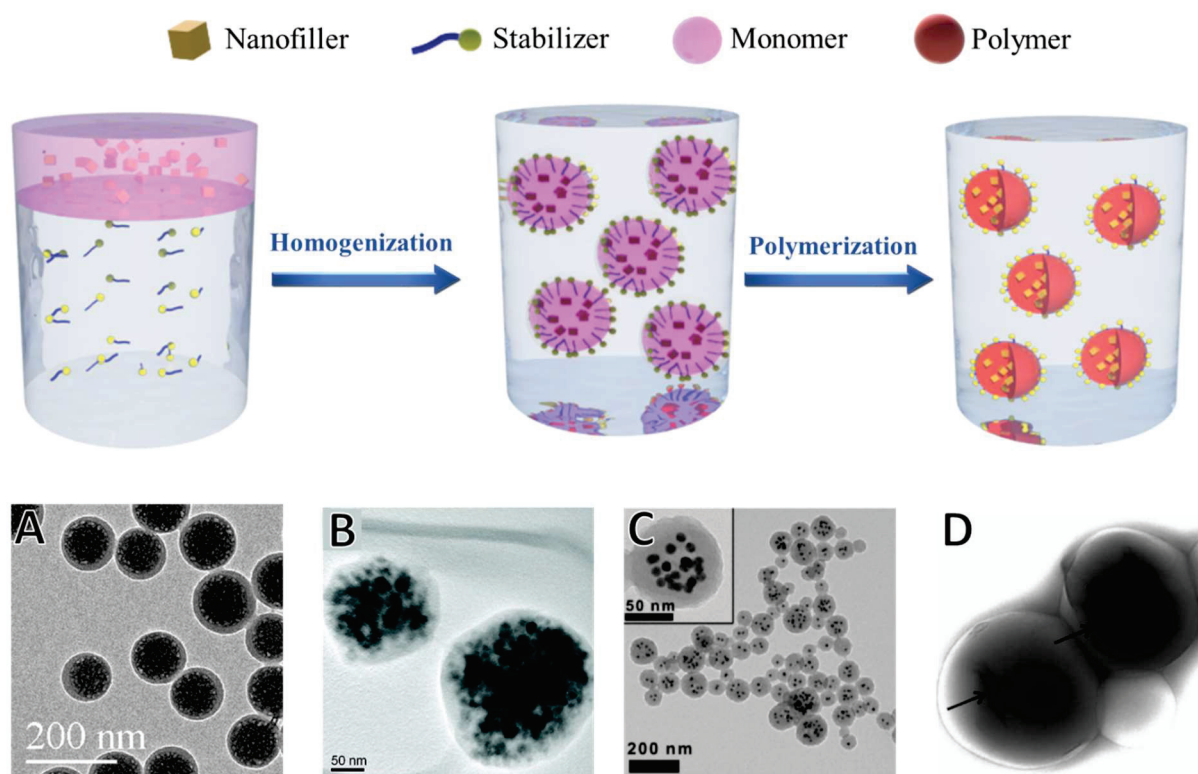 Nanofiller Stabilizer Monomer Polymer
Homogenization
Polymerization
A
200 nm
B
50 nm
C
50 nm
200 nm
D